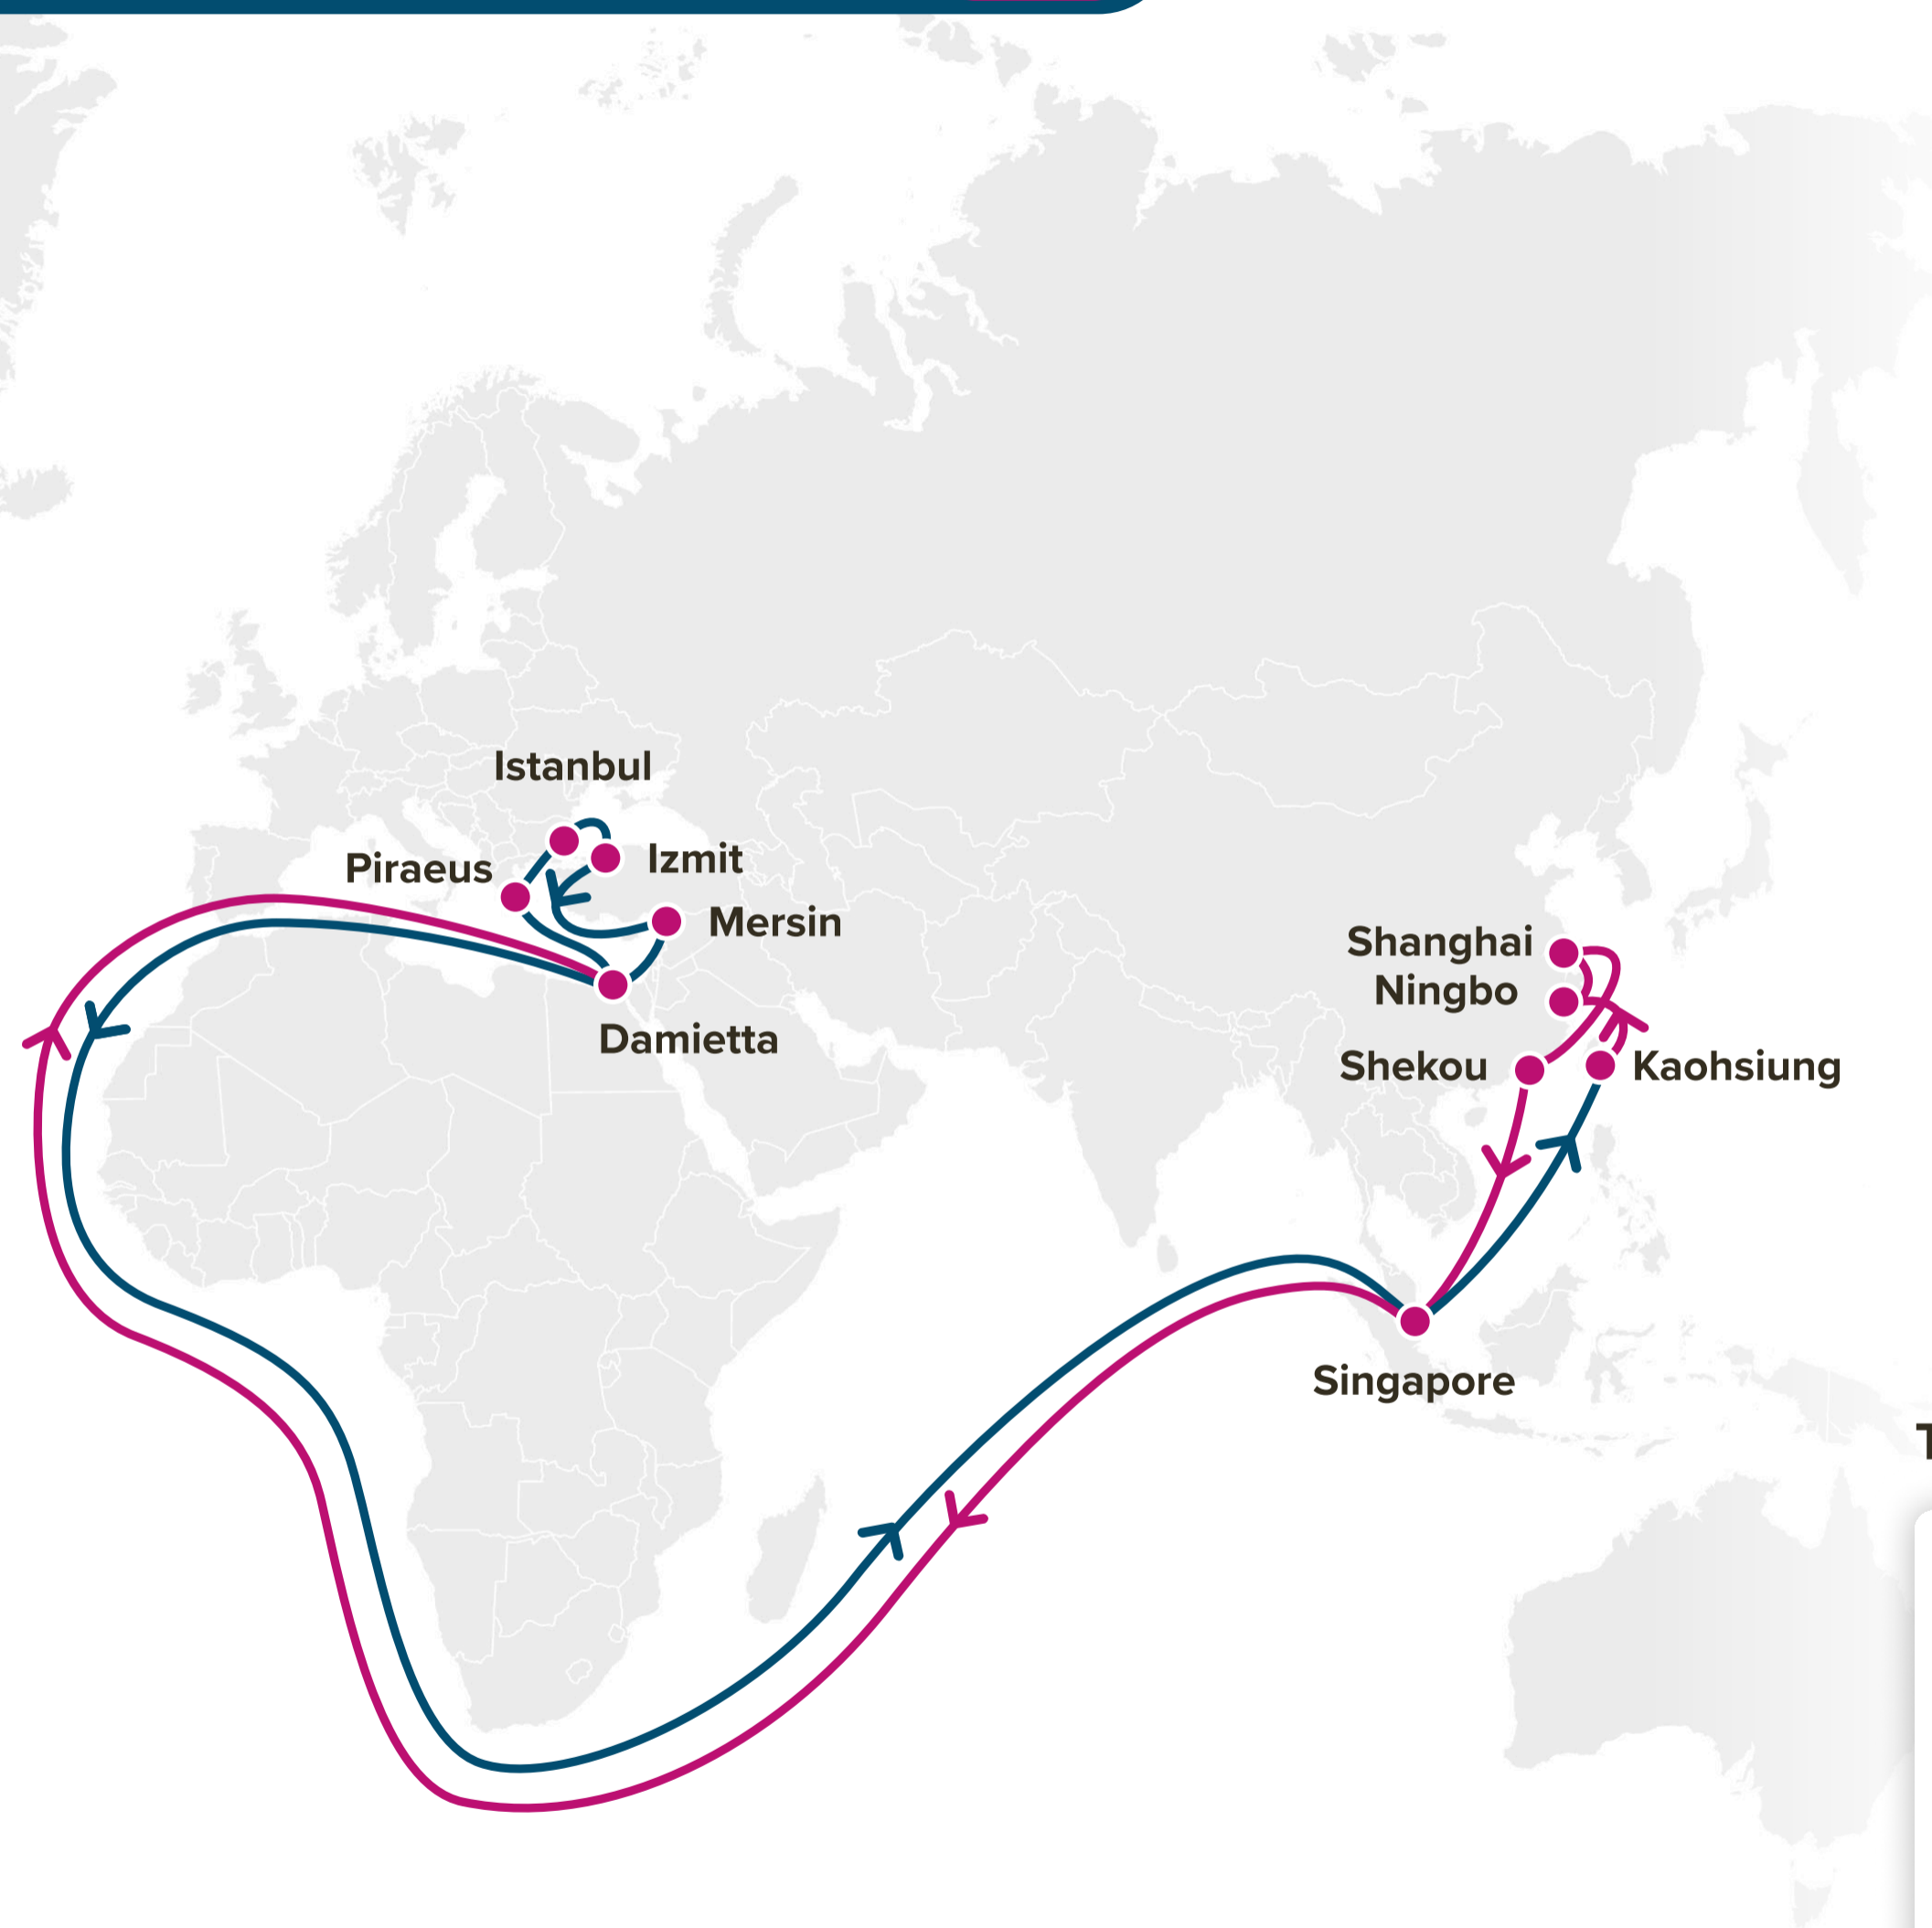 Istanbul
Izmit
Piraeus
Mersin
Shanghai
Ningbo
Damietta
Shekou
Kaohsiung
Singapore